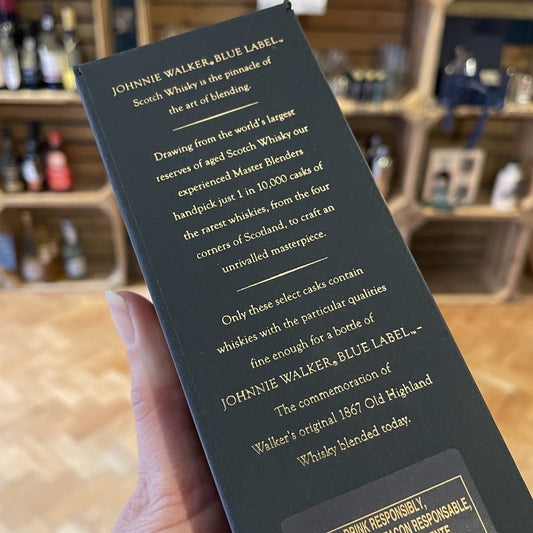 JOHNNIE WALKER® BLUE LABEL™
Scotch Whisky is the pinnacle of
the art of blending.
Drawing from the world's largest
reserves of aged Scotch Whisky our
experienced Master Blenders
handpick just 1 in 10,000 casks of
the rarest whiskies, from the four
corners of Scotland, to craft an
unrivalled masterpiece.
Only these select casks contain
whiskies with the particular qualities
fine enough for a bottle of
JOHNNIE WALKER® BLUE LABEL™–
The commemoration of
Walker's original 1867 Old Highland
Whisky blended today.
DRINK RESPONSIBLY,
RESPONSABLE,